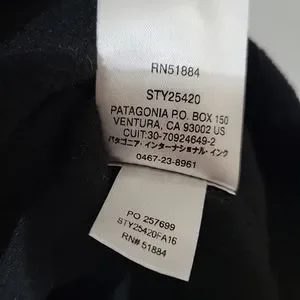 RN51884
STY25420
PATAGONIA P.O. BOX 150
VENTURA, CA 93002 US
CUIT:30-70924649-2
パタゴニア・インターナショナル・インク
0467-23-8961
PO 257699
STY25420FA16
RN# 51884